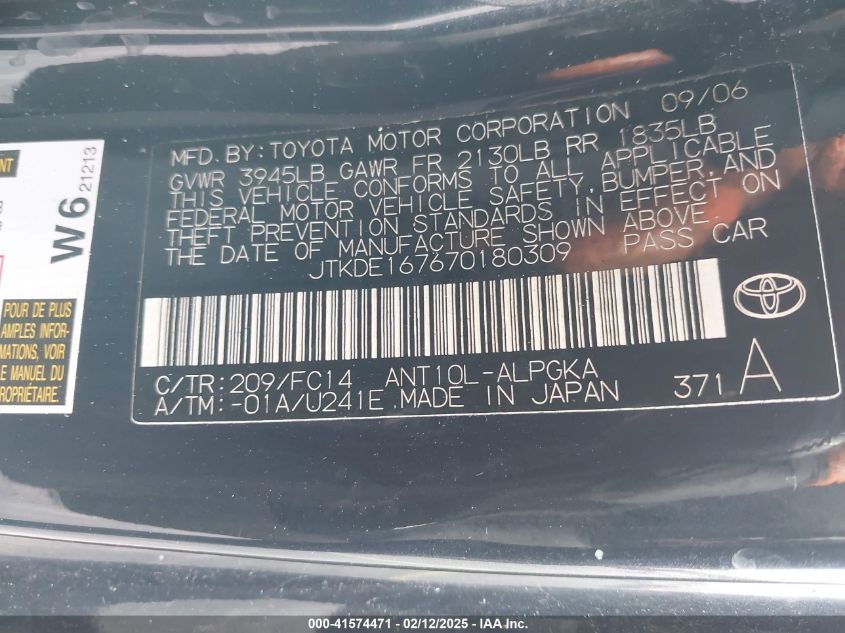 MFD. BY: TOYOTA MOTOR CORPORATION 09/06
GVWR 3945LB GAWR FR 2130LB RR 1835LB
THIS VEHICLE CONFORMS TO ALL APPLICABLE
FEDERAL MOTOR VEHICLE SAFETY, BUMPER, AND
THEFT PREVENTION STANDARDS IN EFFECT ON
THE DATE OF MANUFACTURE SHOWN ABOVE.
JTKDE167670180309 PASS CAR
C/TR: 209/FC14 ANT10L-ALPGKA
A/TM: -01A/U241E MADE IN JAPAN 371 A
W6 21213
POUR DE PLUS
AMPLES INFOR-
MATIONS, VOIR
LE MANUEL DU
PROPRIÉTAIRE.
000-41574471 - 02/12/2025 - IAA Inc.